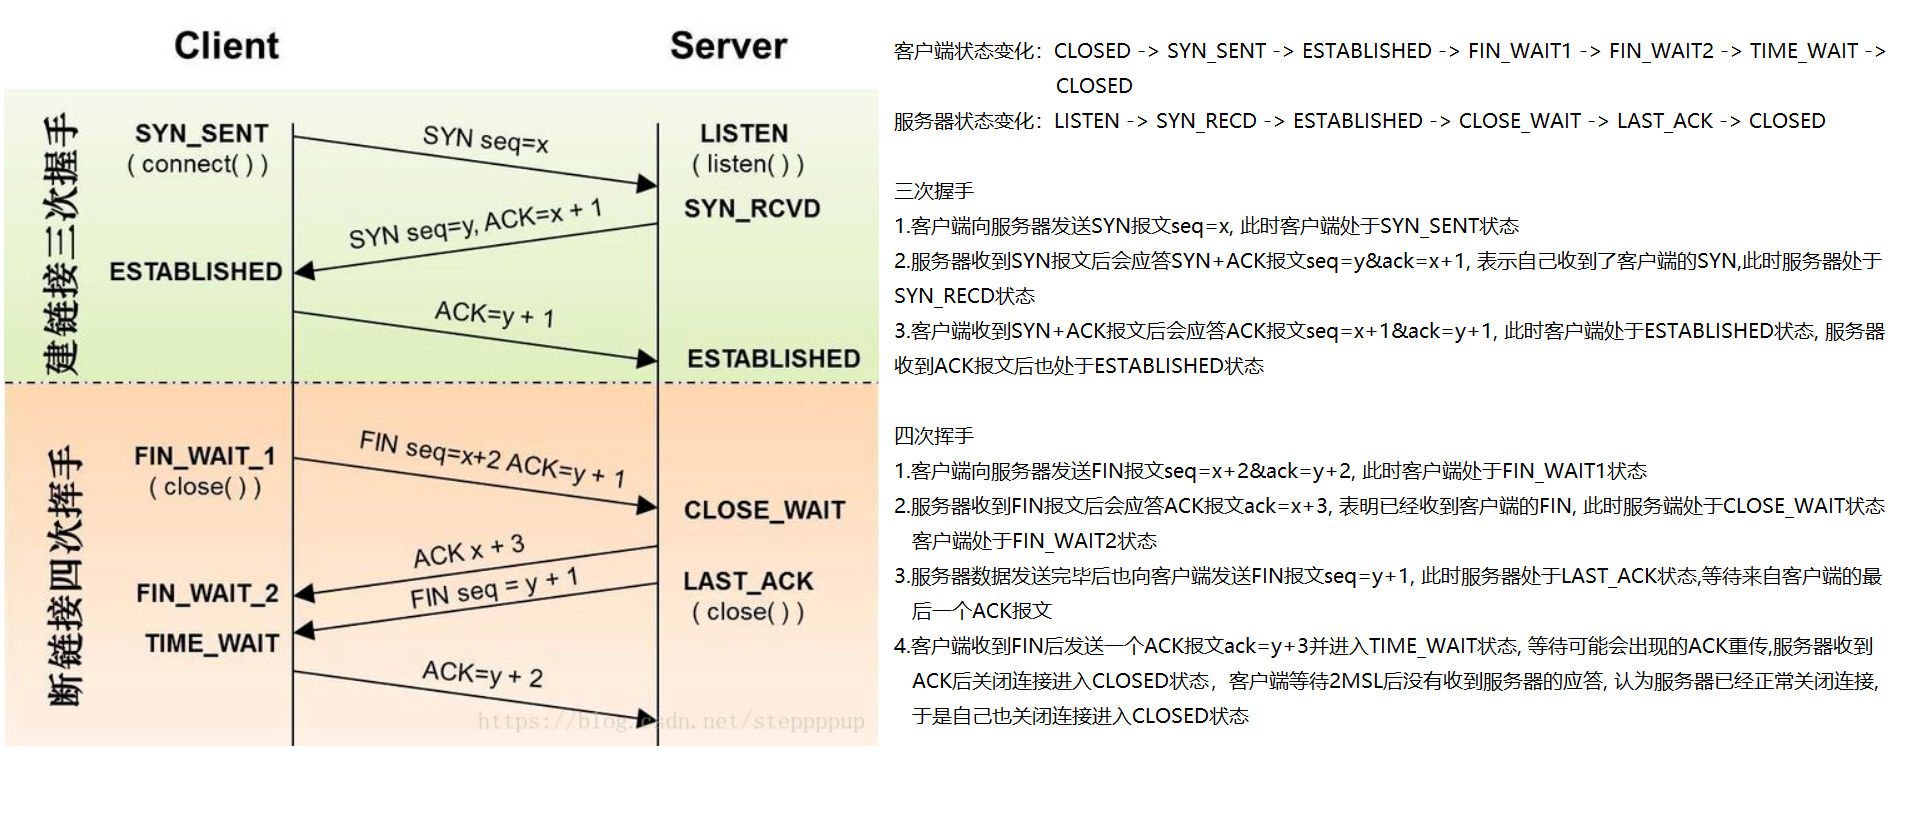 Client
Server
建链接三次握手
SYN_SENT
( connect( ) )
SYN seq=x
LISTEN
( listen( ) )
SYN_RCVD
SYN seq=y, ACK=x + 1
ESTABLISHED
ACK=y + 1
ESTABLISHED
断链接四次挥手
FIN_WAIT_1
( close( ) )
FIN seq=x+2 ACK=y + 1
CLOSE_WAIT
ACK x + 3
FIN_WAIT_2
FIN seq = y + 1
LAST_ACK
( close( ) )
TIME_WAIT
ACK=y + 2
https://blog.csdn.net/steppppup
客户端状态变化：CLOSED -> SYN_SENT -> ESTABLISHED -> FIN_WAIT1 -> FIN_WAIT2 -> TIME_WAIT ->
CLOSED
服务器状态变化：LISTEN -> SYN_RECD -> ESTABLISHED -> CLOSE_WAIT -> LAST_ACK -> CLOSED
三次握手
1.客户端向服务器发送SYN报文seq=x, 此时客户端处于SYN_SENT状态
2.服务器收到SYN报文后会应答SYN+ACK报文seq=y&ack=x+1, 表示自己收到了客户端的SYN,此时服务器处于
SYN_RECD状态
3.客户端收到SYN+ACK报文后会应答ACK报文seq=x+1&ack=y+1, 此时客户端处于ESTABLISHED状态, 服务器
收到ACK报文后也处于ESTABLISHED状态
四次挥手
1.客户端向服务器发送FIN报文seq=x+2&ack=y+2, 此时客户端处于FIN_WAIT1状态
2.服务器收到FIN报文后会应答ACK报文ack=x+3, 表明已经收到客户端的FIN, 此时服务端处于CLOSE_WAIT状态
客户端处于FIN_WAIT2状态
3.服务器数据发送完毕后也向客户端发送FIN报文seq=y+1, 此时服务器处于LAST_ACK状态,等待来自客户端的最
后一个ACK报文
4.客户端收到FIN后发送一个ACK报文ack=y+3并进入TIME_WAIT状态, 等待可能会出现的ACK重传,服务器收到
ACK后关闭连接进入CLOSED状态，客户端等待2MSL后没有收到服务器的应答, 认为服务器已经正常关闭连接,
于是自己也关闭连接进入CLOSED状态